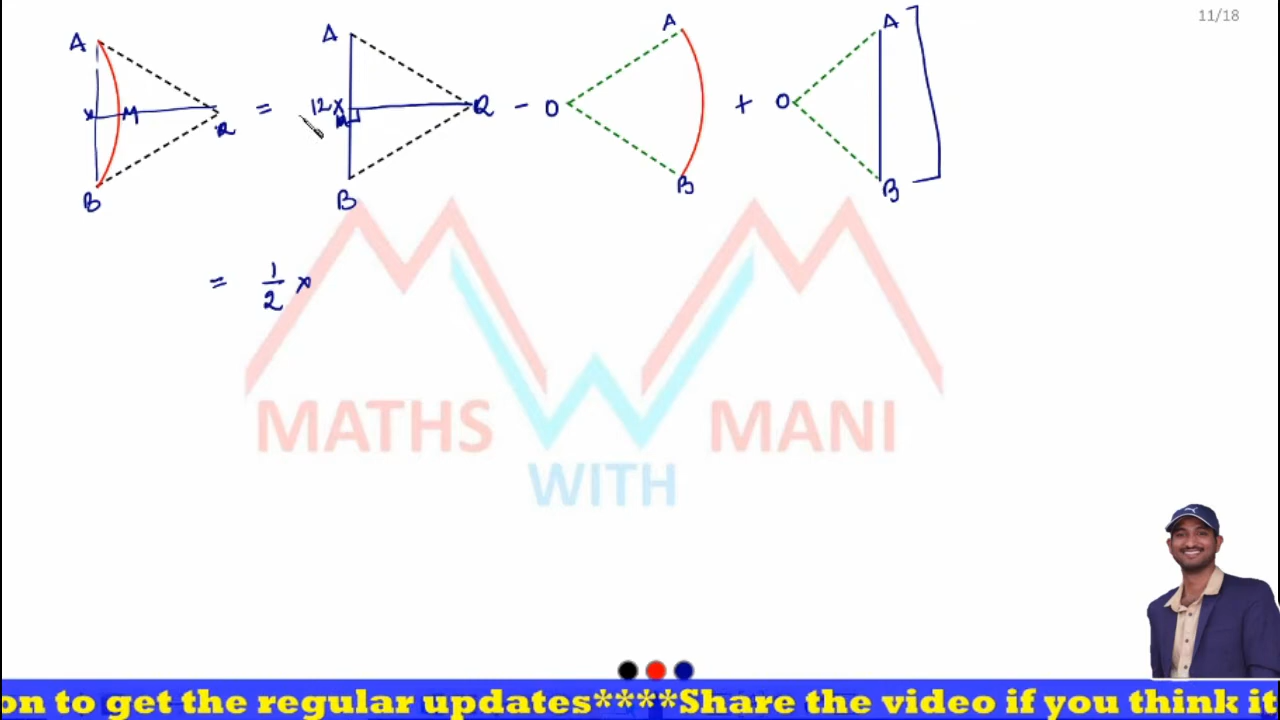 11/18
A A A A
x M R = 12x R - O + O
B B B B
= 1/2 x
MATHS MANI
WITH
on to get the regular updates****Share the video if you think it